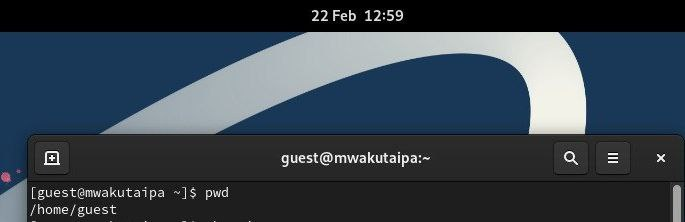 22 Feb 12:59
guest@mwakutaipa:~
[guest@mwakutaipa ~]$ pwd
/home/guest